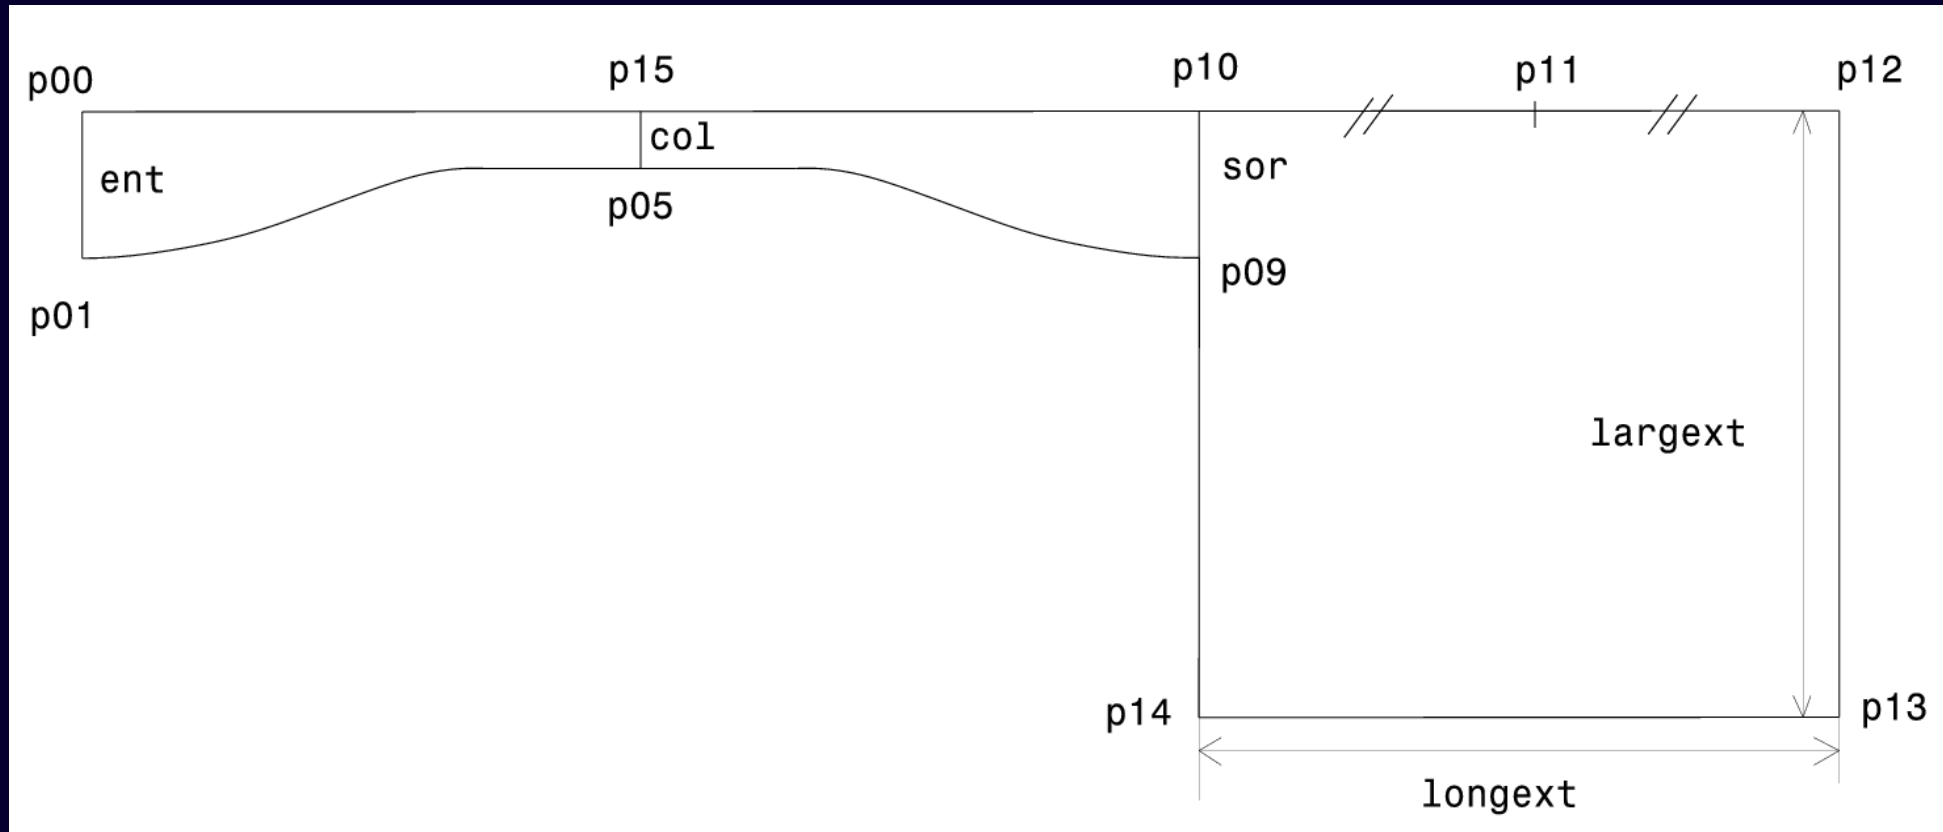 p00 p15 p10 p11 p12
col
ent sor
p05
p09
p01
largext
p14 p13
longext